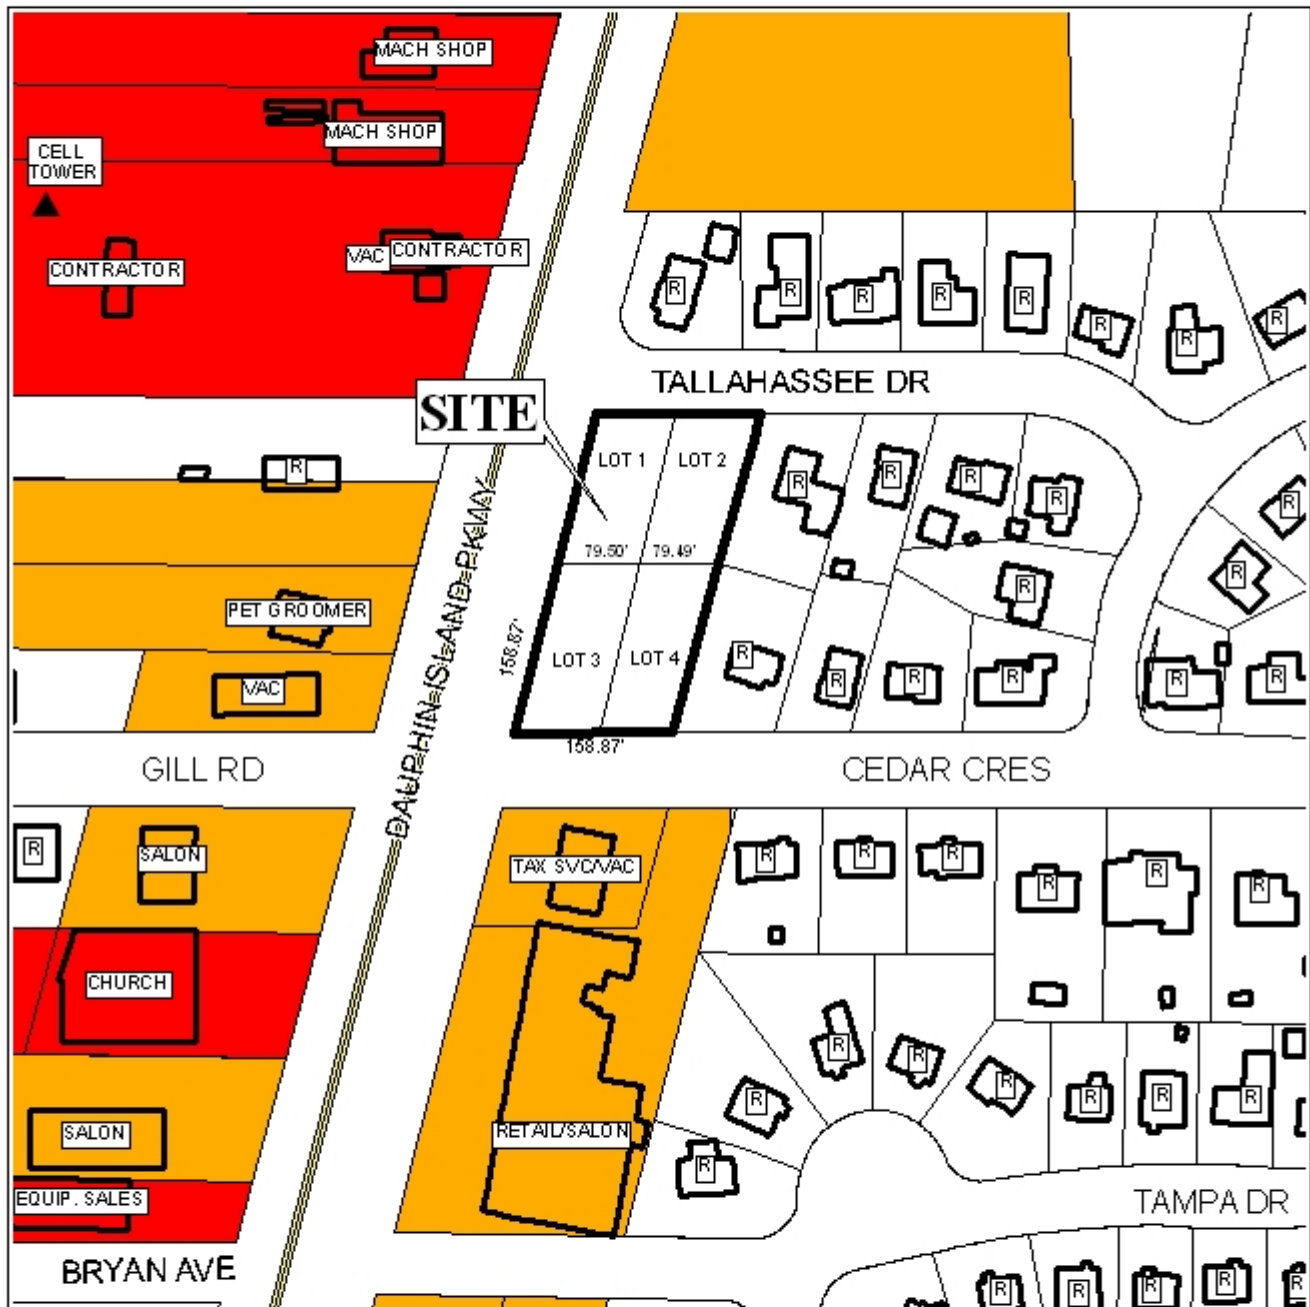 MACH SHOP
MACH SHOP
CELL
TOWER
VAC
CONTRACTOR
CONTRACTOR
R
R
R
R
R
R
R
R
TALLAHASSEE DR
SITE
LOT 1
LOT 2
R
R
R
R
R
R
R
79.50'
79.49'
R
PET GROOMER
DAUPHIN ISLAND PKWY
158.87'
LOT 3
LOT 4
R
R
R
R
R
R
VAC
158.87'
GILL RD
CEDAR CRES
R
SALON
TAX SVC/VAC
R
R
R
R
R
R
CHURCH
R
R
R
R
R
R
R
SALON
RETAIL/SALON
R
EQUIP. SALES
TAMPA DR
BRYAN AVE
R
R
R
R
R